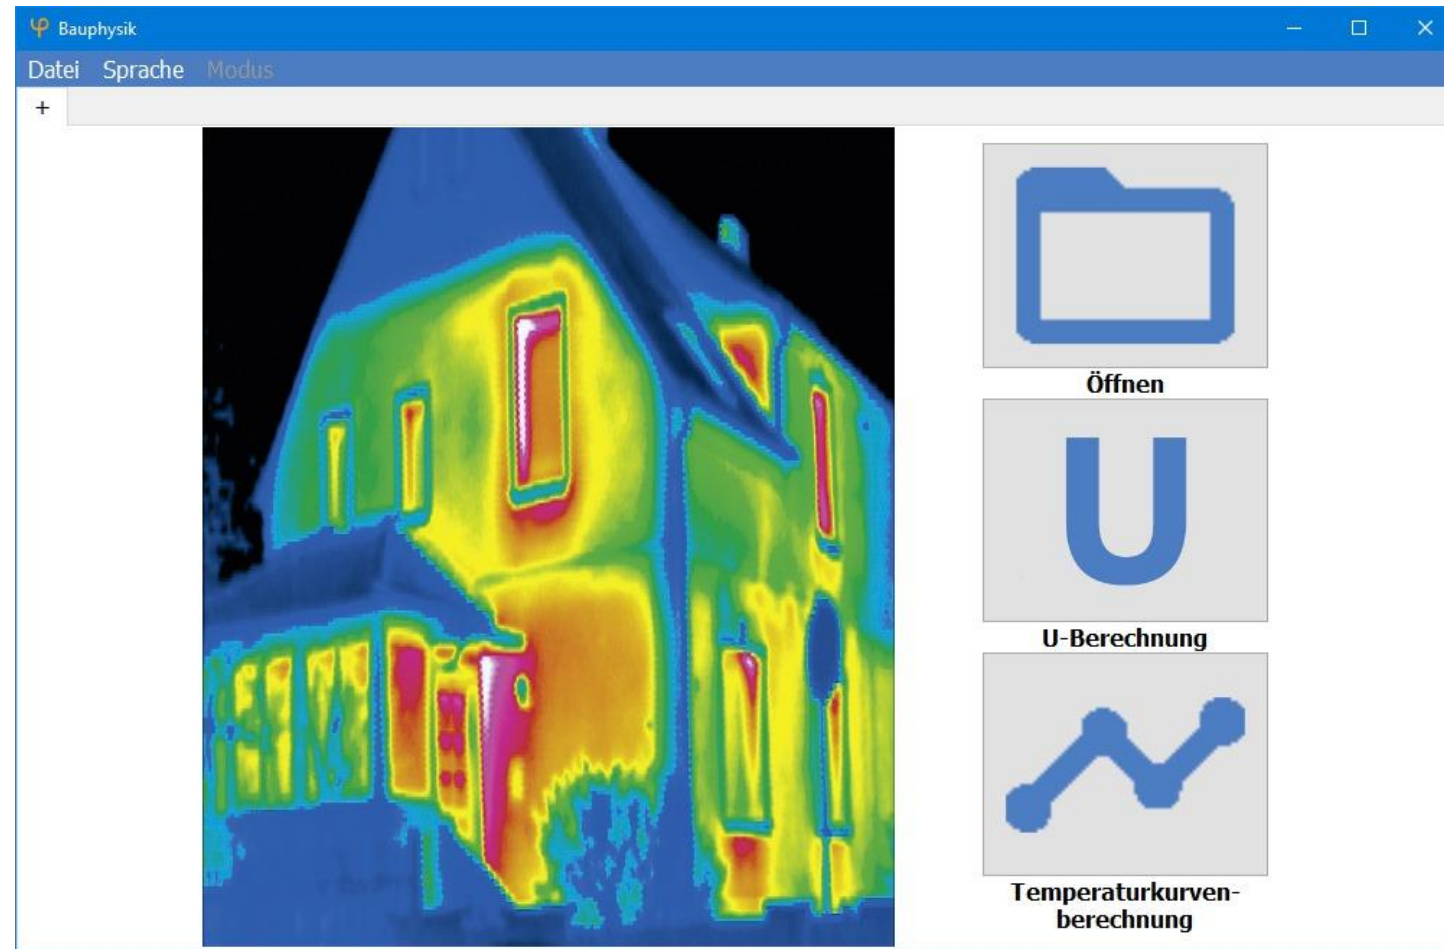 φ Bauphysik
Datei Sprache Modus
+
Öffnen
U
U-Berechnung
Temperaturkurven-
berechnung